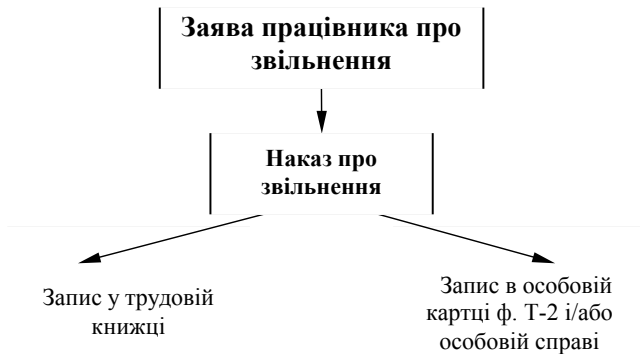 Заява працівника про
звільнення
Наказ про
звільнення
Запис у трудовій
книжці
Запис в особовій
картці ф. Т-2 і/або
особовій справі